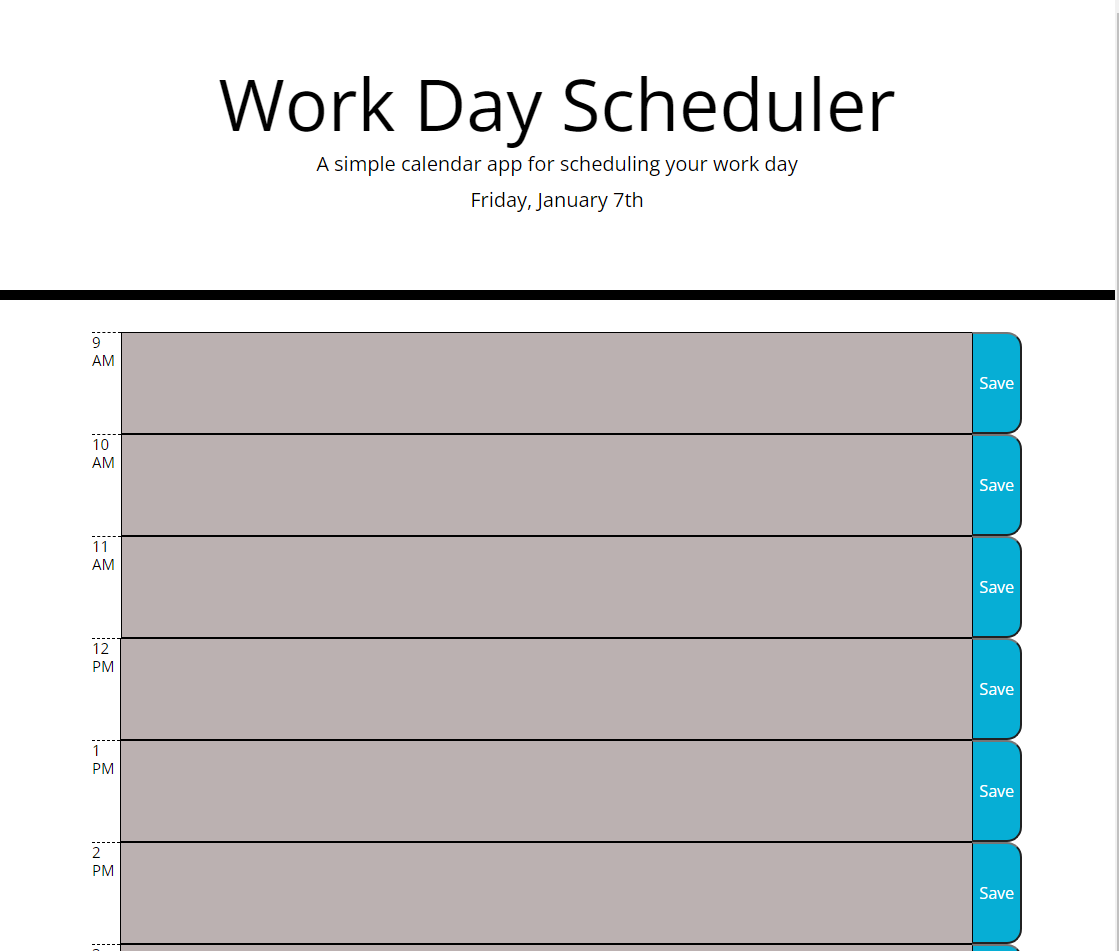 Work Day Scheduler
A simple calendar app for scheduling your work day
Friday, January 7th
9
AM
Save
10
AM
Save
11
AM
Save
12
PM
Save
1
PM
Save
2
PM
Save